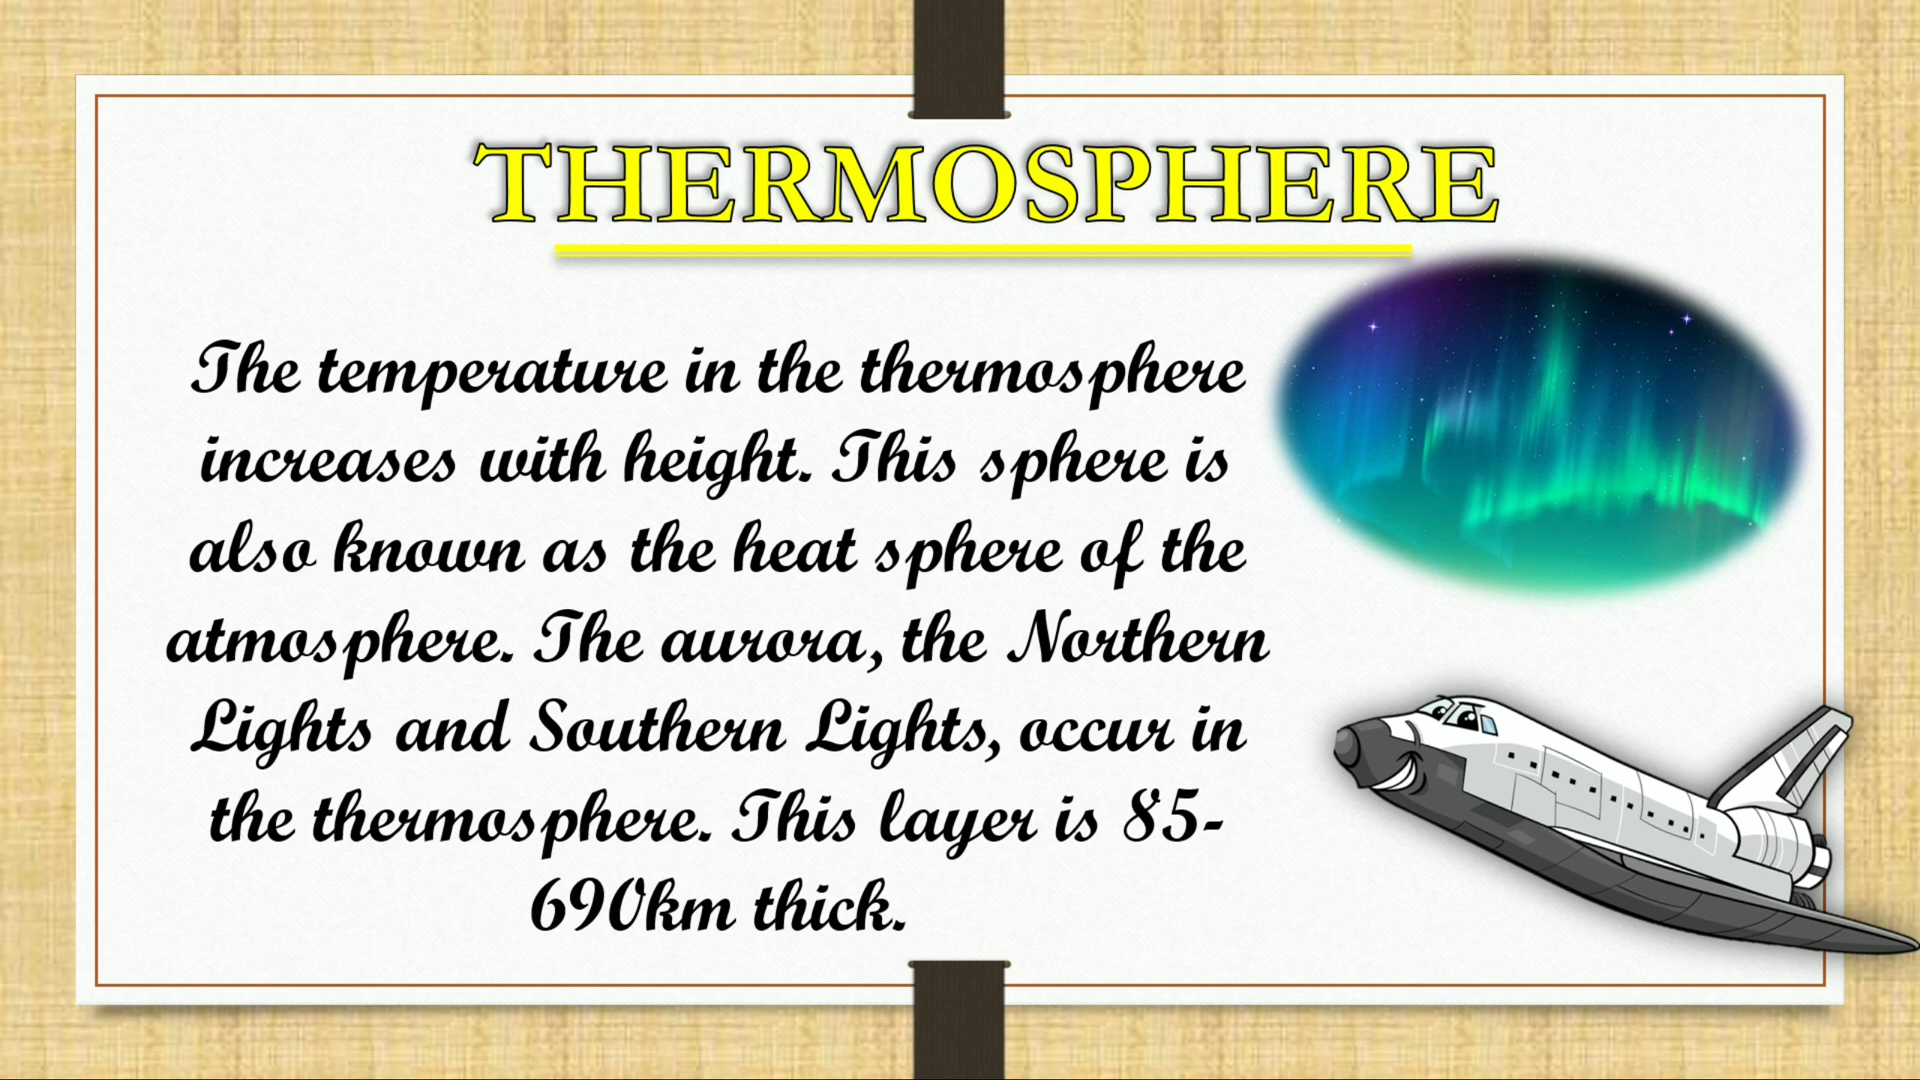 THERMOSPHERE
The temperature in the thermosphere
increases with height. This sphere is
also known as the heat sphere of the
atmosphere. The aurora, the Northern
Lights and Southern Lights, occur in
the thermosphere. This layer is 85-
690km thick.